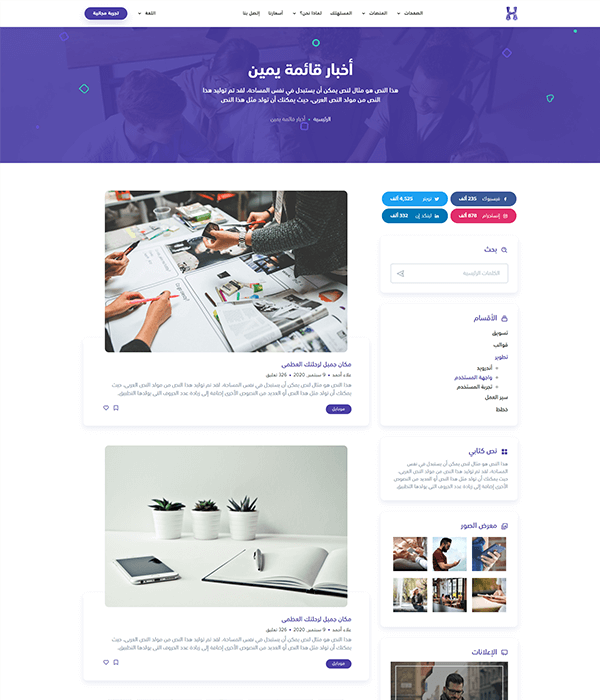 الصفحات
المنصات
المستهلك
لماذا نحن؟
أسعارنا
إتصل بنا
اللغة
تجربة مجانية
أخبار قائمة يمين
هذا النص هو مثال لنص يمكن أن يستبدل في نفس المساحة، لقد تم توليد هذا
النص من مولد النص العربى، حيث يمكنك أن تولد مثل هذا النص
الرئيسية • أخبار قائمة يمين
فيسبوك 235 ألف
تويتر 4,525 ألف
إنستجرام 876 ألف
لينكد إن 332 ألف
بحث
الكلمات الرئيسية
الأقسام
تسويق
قوالب
تطوير
أندرويد
واجهة المستخدم
تجربة المستخدم
سير العمل
خطط
نص كتابي
هذا النص هو مثال لنص يمكن أن يستبدل في نفس
المساحة، لقد تم توليد هذا النص من مولد النص العربى،
حيث يمكنك أن تولد مثل هذا النص أو العديد من النصوص
الأخرى إضافة إلى زيادة عدد الحروف التى يولدها التطبيق.
معرض الصور
الإعلانات
مكان جميل لرحلتك العظمى.
علاء أحمد • 9 سبتمبر، 2020 • 326 تعليق
هذا النص هو مثال لنص يمكن أن يستبدل في نفس المساحة، لقد تم توليد هذا النص من مولد النص العربى، حيث
يمكنك أن تولد مثل هذا النص أو العديد من النصوص الأخرى إضافة إلى زيادة عدد الحروف التى يولدها التطبيق.
موبايل
مكان جميل لرحلتك العظمى.
علاء أحمد • 9 سبتمبر، 2020 • 326 تعليق
هذا النص هو مثال لنص يمكن أن يستبدل في نفس المساحة، لقد تم توليد هذا النص من مولد النص العربى، حيث
يمكنك أن تولد مثل هذا النص أو العديد من النصوص الأخرى إضافة إلى زيادة عدد الحروف التى يولدها التطبيق.
موبايل